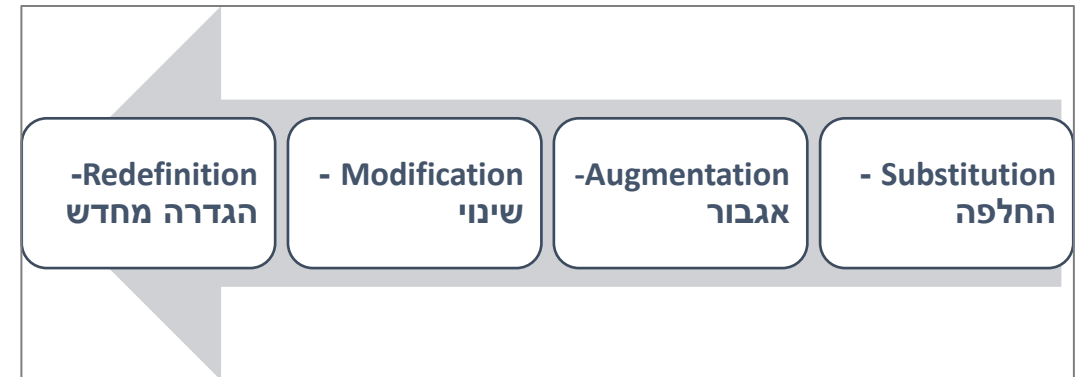 Substitution -
החלפה
Augmentation-
אגבור
Modification -
שינוי
Redefinition-
הגדרה מחדש